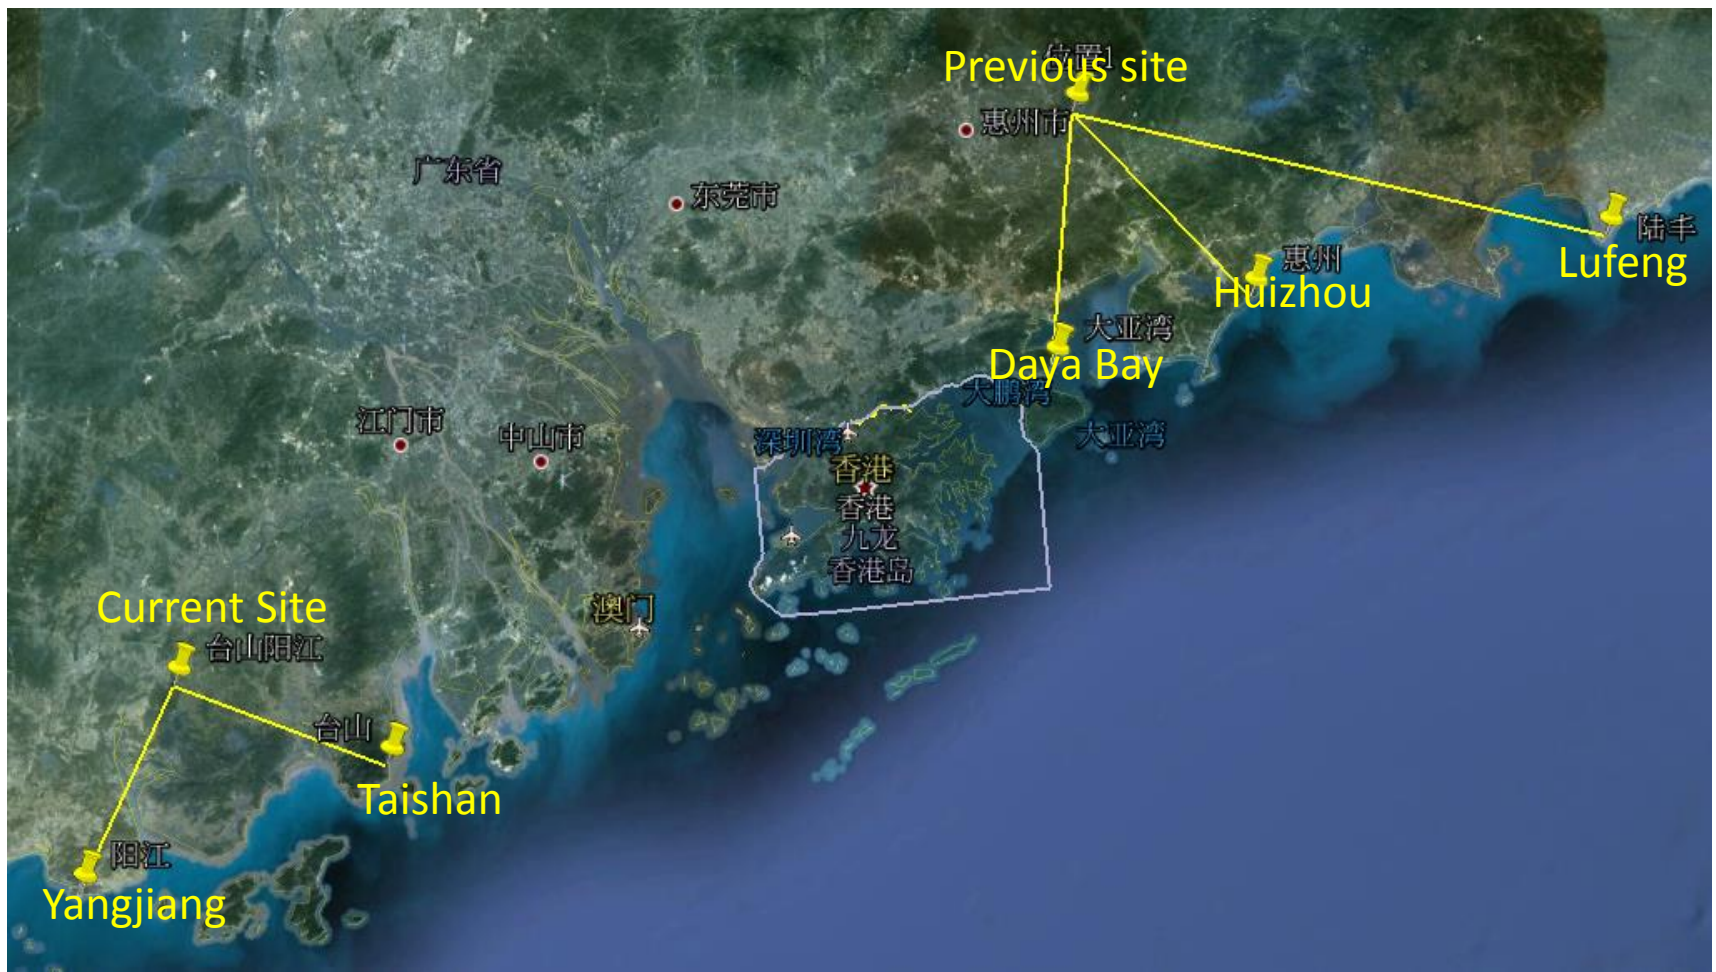 位置1
Previous site
惠州市
广东省
东莞市
陆丰
Lufeng
惠州
Huizhou
大亚湾
Daya Bay
大鹏湾
江门市
中山市
深圳湾
大亚湾
香港
香港
九龙
香港岛
Current Site
澳门
台山阳江
台山
Taishan
阳江
Yangjiang